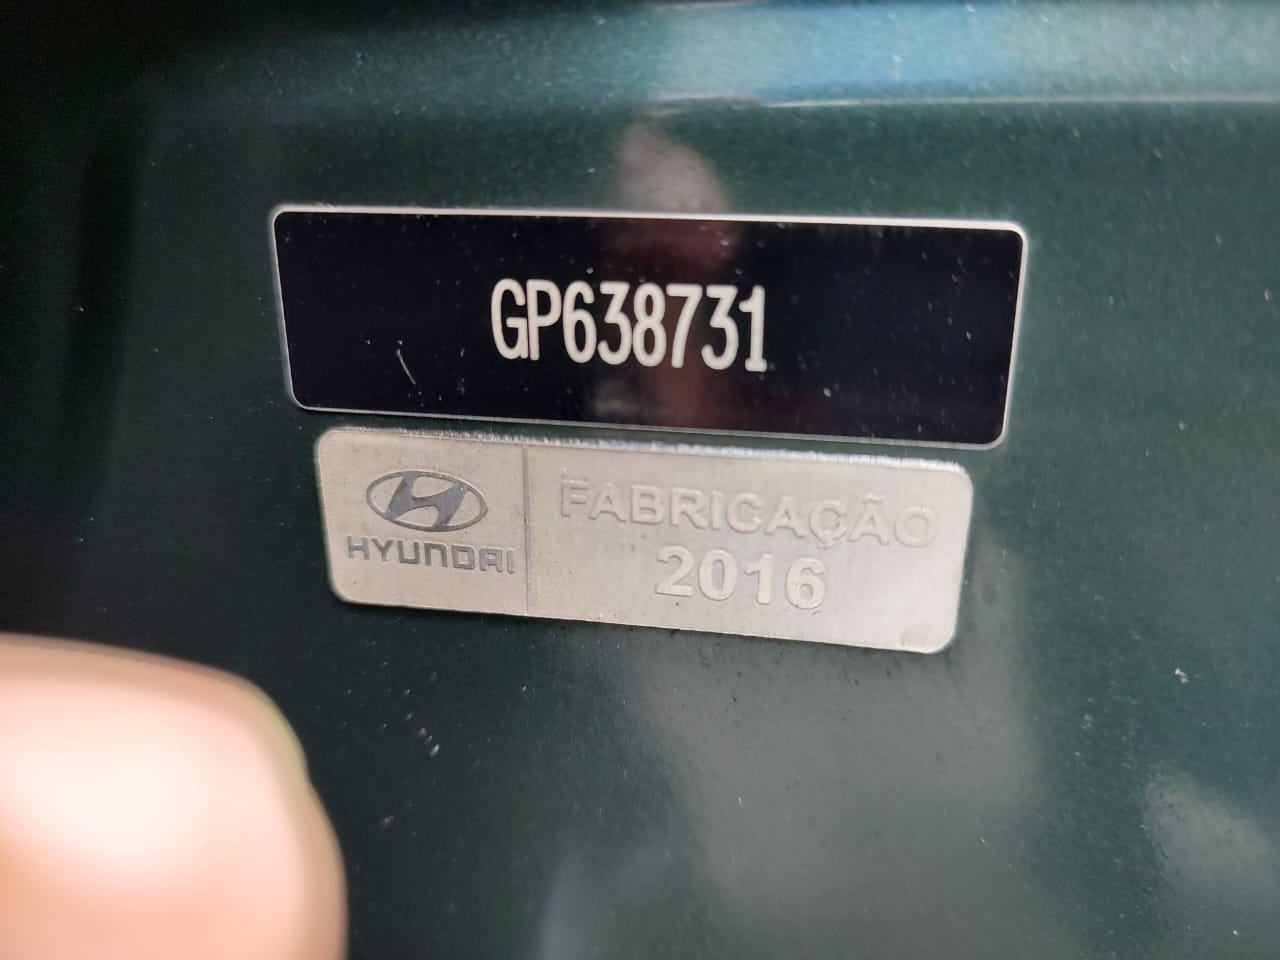 GP638731
HYUNDAI
FABRICAÇÃO
2016